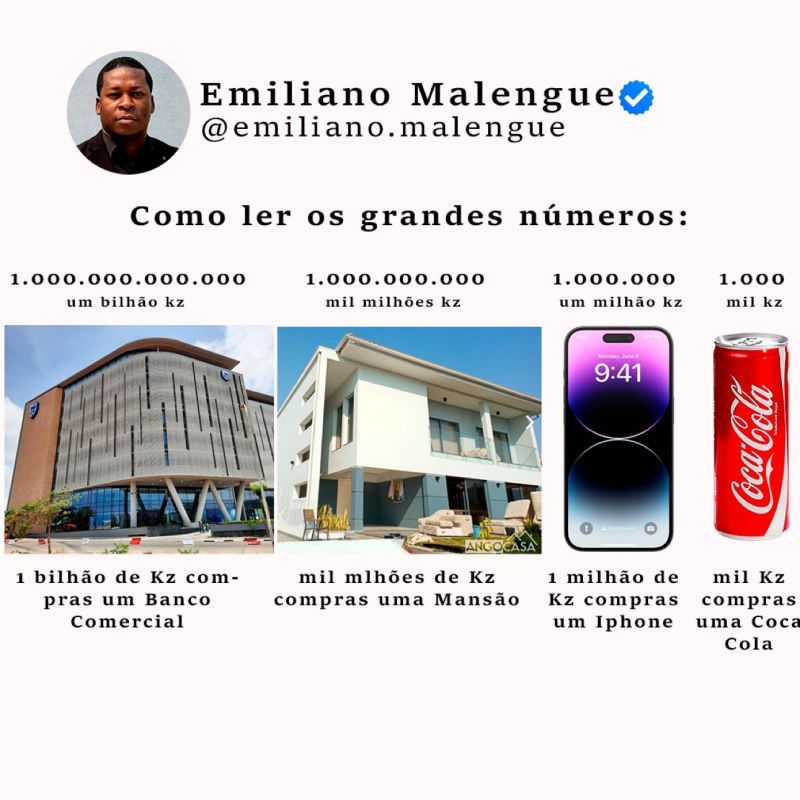 Emiliano Malengue
@emiliano.malengue
Como ler os grandes números:
1.000.000.000.000
um bilhão kz
1.000.000.000
mil milhões kz
1.000.000
um milhão kz
1.000
mil kz
ANGOCASA
Monday, June 6
9:41
Coca-Cola
1 bilhão de Kz com-
pras um Banco
Comercial
mil mlhões de Kz
compras uma Mansão
1 milhão de
Kz compras
um Iphone
mil Kz
compras
uma Coca
Cola